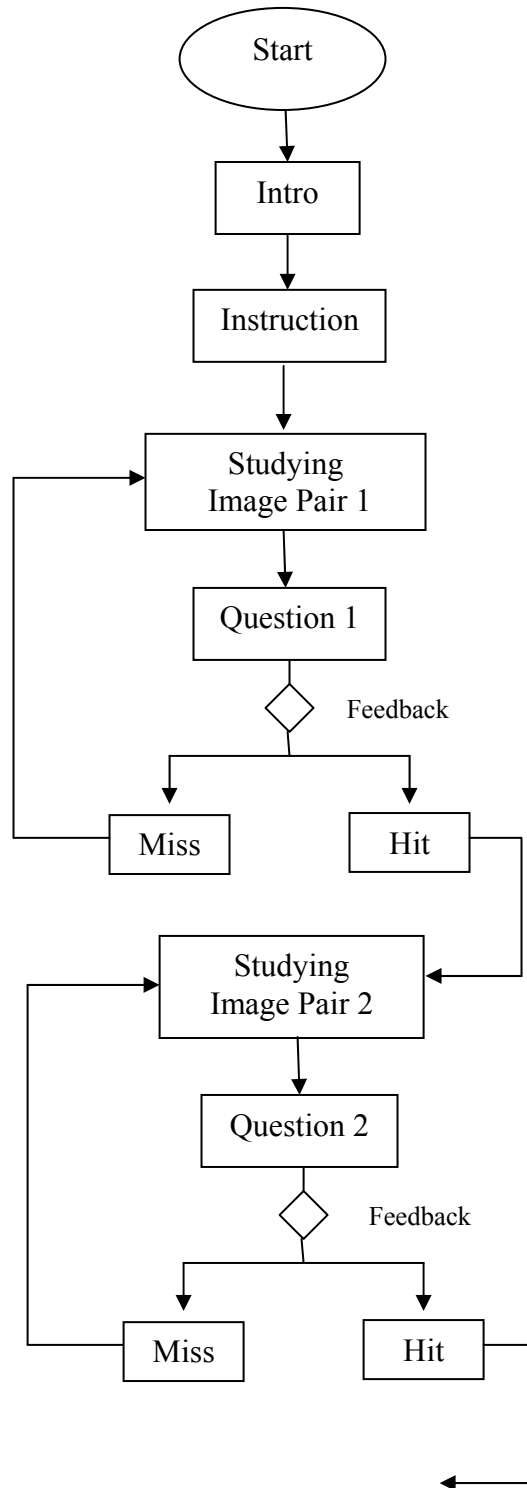 Start
Intro
Instruction
Studying
Image Pair 1
Question 1
Feedback
Miss
Hit
Studying
Image Pair 2
Question 2
Feedback
Miss
Hit